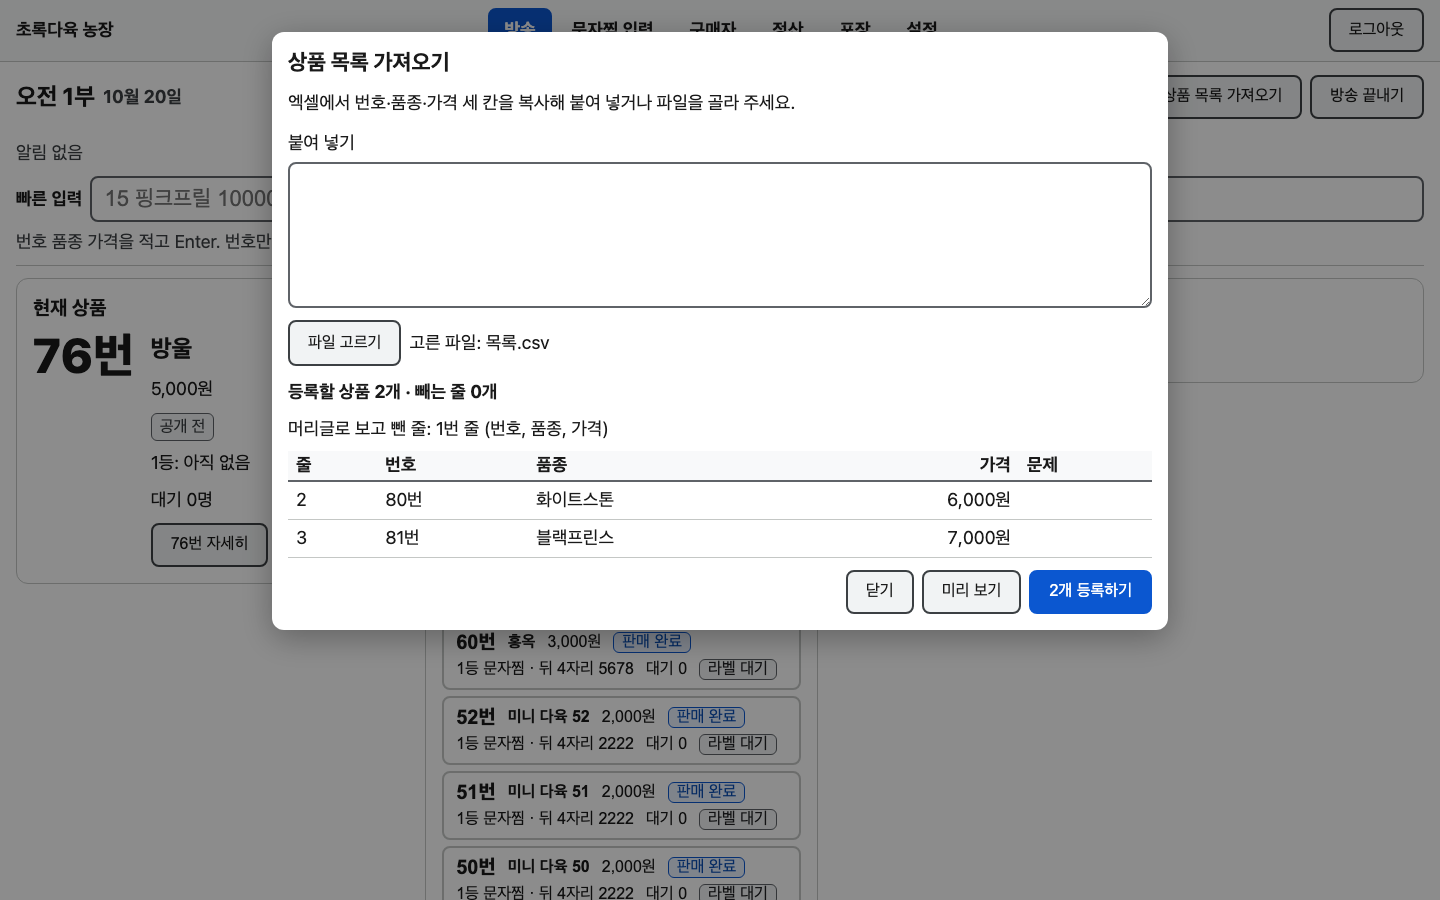 초록다육 농장
방송 문자찜 입력 구매자 정산 포장 설정
로그아웃
오전 1부 10월 20일
상품 목록 가져오기
방송 끝내기
알림 없음
빠른 입력
15 핑크프릴 10000
번호 품종 가격을 적고 Enter. 번호만
현재 상품
76번
방울
5,000원
공개 전
1등: 아직 없음
대기 0명
76번 자세히
상품 목록 가져오기
엑셀에서 번호·품종·가격 세 칸을 복사해 붙여 넣거나 파일을 골라 주세요.
붙여 넣기
파일 고르기
고른 파일: 목록.csv
등록할 상품 2개 · 빼는 줄 0개
머리글로 보고 뺀 줄: 1번 줄 (번호, 품종, 가격)
줄 번호 품종 가격 문제
2 80번 화이트스톤 6,000원
3 81번 블랙프린스 7,000원
닫기
미리 보기
2개 등록하기
60번 홍옥 3,000원 판매 완료
1등 문자찜 · 뒤 4자리 5678 대기 0 라벨 대기
52번 미니 다육 52 2,000원 판매 완료
1등 문자찜 · 뒤 4자리 2222 대기 0 라벨 대기
51번 미니 다육 51 2,000원 판매 완료
1등 문자찜 · 뒤 4자리 2222 대기 0 라벨 대기
50번 미니 다육 50 2,000원 판매 완료
1등 문자찜 · 뒤 4자리 2222 대기 0 라벨 대기